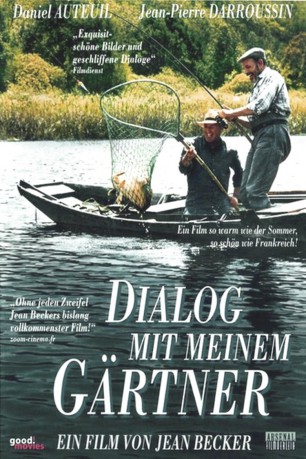 Daniel AUTEUIL Jean-Pierre DARROUSSIN
„Exquisit-
schöne Bilder und
geschliffene Dialoge"
Filmdienst
Ein Film so warm wie der Sommer,
so schön wie Frankreich!
„Ohne jeden Zweifel
Jean Beckers bislang
vollkommenster Film!"
zoom-cinema.fr
DIALOG
MIT MEINEM
GÄRTNER
good.
movies
EIN FILM VON JEAN BECKER
ARSENAL